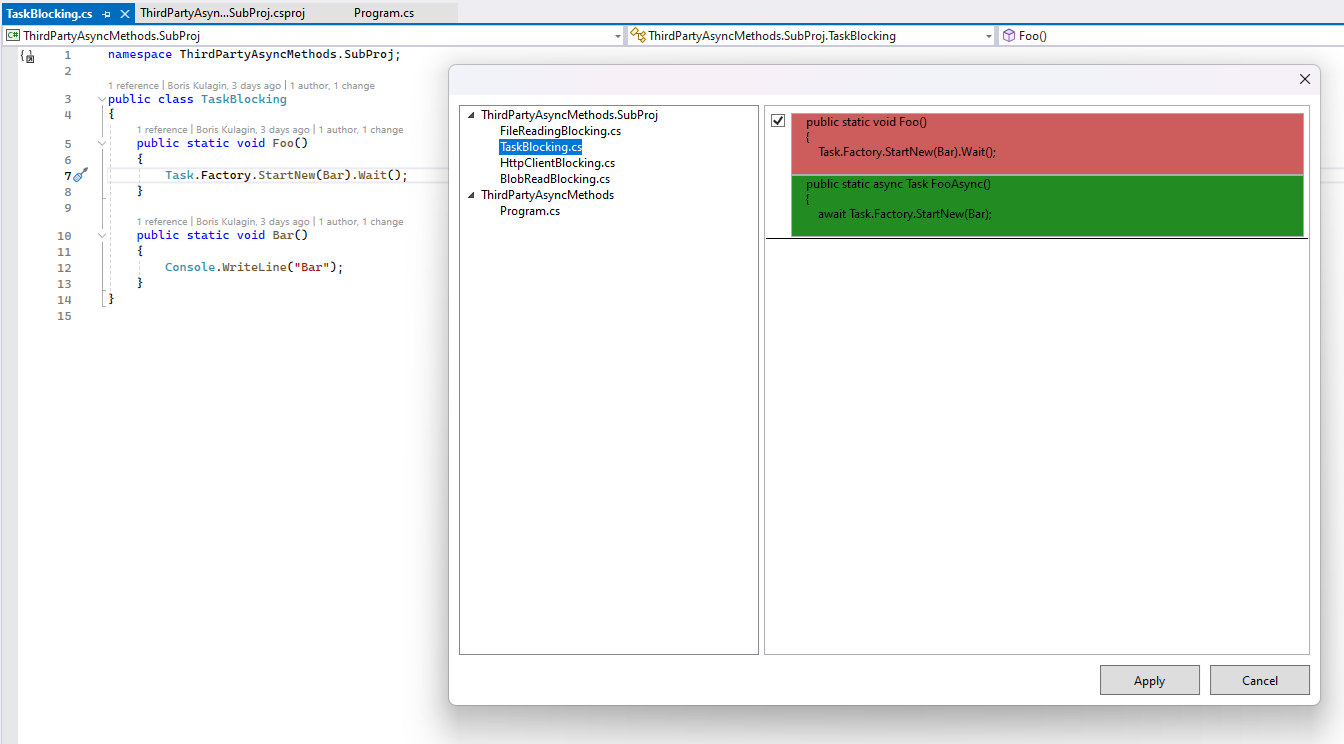 TaskBlocking.cs
ThirdPartyAsyn...SubProj.csproj
Program.cs
C# ThirdPartyAsyncMethods.SubProj
ThirdPartyAsyncMethods.SubProj.TaskBlocking
Foo()
1 namespace ThirdPartyAsyncMethods.SubProj;
2
1 reference | Boris Kulagin, 3 days ago | 1 author, 1 change
3 public class TaskBlocking
4 {
1 reference | Boris Kulagin, 3 days ago | 1 author, 1 change
5 public static void Foo()
6 {
7 Task.Factory.StartNew(Bar).Wait();
8 }
9
1 reference | Boris Kulagin, 3 days ago | 1 author, 1 change
10 public static void Bar()
11 {
12 Console.WriteLine("Bar");
13 }
14 }
15
ThirdPartyAsyncMethods.SubProj
FileReadingBlocking.cs
TaskBlocking.cs
HttpClientBlocking.cs
BlobReadBlocking.cs
ThirdPartyAsyncMethods
Program.cs
public static void Foo()
{
Task.Factory.StartNew(Bar).Wait();
public static async Task FooAsync()
{
await Task.Factory.StartNew(Bar);
Apply
Cancel